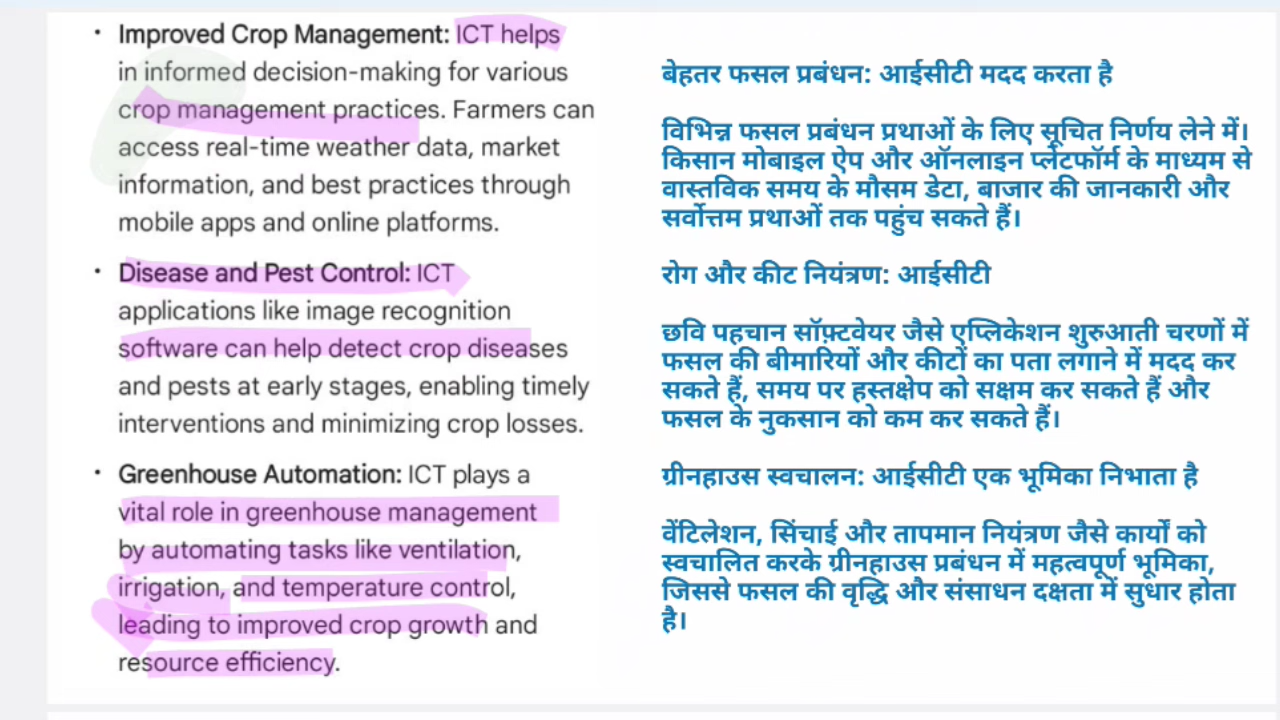 • Improved Crop Management: ICT helps
in informed decision-making for various
crop management practices. Farmers can
access real-time weather data, market
information, and best practices through
mobile apps and online platforms.
• Disease and Pest Control: ICT
applications like image recognition
software can help detect crop diseases
and pests at early stages, enabling timely
interventions and minimizing crop losses.
• Greenhouse Automation: ICT plays a
vital role in greenhouse management
by automating tasks like ventilation,
irrigation, and temperature control,
leading to improved crop growth and
resource efficiency.
बेहतर फसल प्रबंधन: आईसीटी मदद करता है
विभिन्न फसल प्रबंधन प्रथाओं के लिए सूचित निर्णय लेने में।
किसान मोबाइल ऐप और ऑनलाइन प्लेटफॉर्म के माध्यम से
वास्तविक समय के मौसम डेटा, बाजार की जानकारी और
सर्वोत्तम प्रथाओं तक पहुंच सकते हैं।
रोग और कीट नियंत्रण: आईसीटी
छवि पहचान सॉफ़्टवेयर जैसे एप्लिकेशन शुरुआती चरणों में
फसल की बीमारियों और कीटों का पता लगाने में मदद कर
सकते हैं, समय पर हस्तक्षेप को सक्षम कर सकते हैं और
फसल के नुकसान को कम कर सकते हैं।
ग्रीनहाउस स्वचालन: आईसीटी एक भूमिका निभाता है
वेंटिलेशन, सिंचाई और तापमान नियंत्रण जैसे कार्यों को
स्वचालित करके ग्रीनहाउस प्रबंधन में महत्वपूर्ण भूमिका,
जिससे फसल की वृद्धि और संसाधन दक्षता में सुधार होता
है।